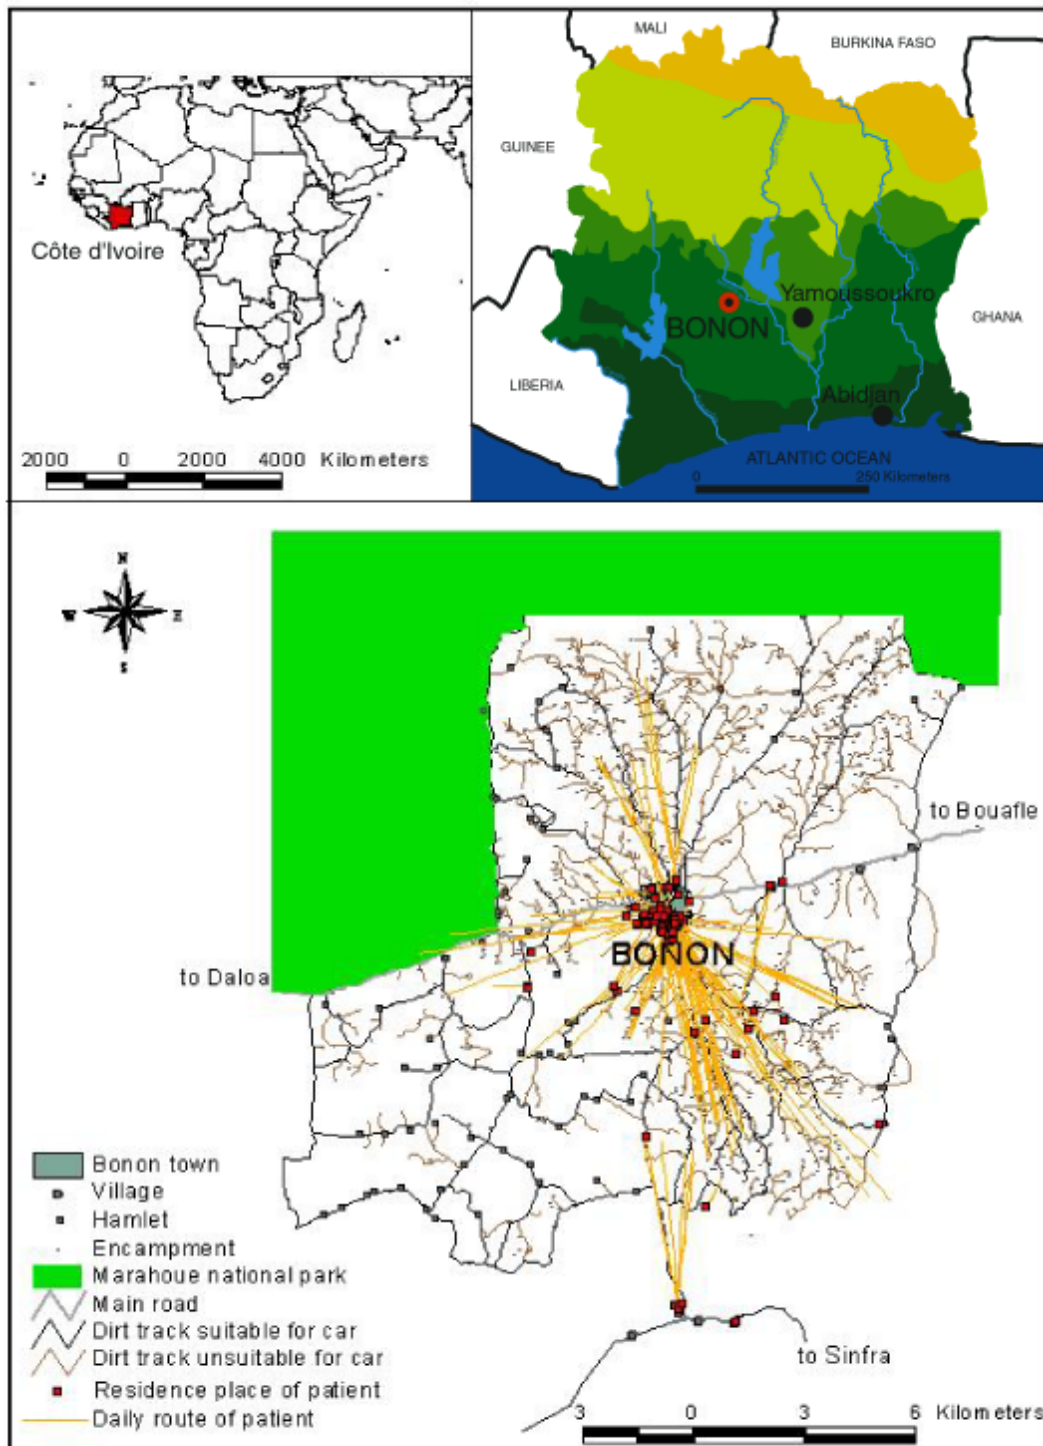 Côte d'Ivoire
2000 0 2000 4000 Kilometers
MALI
BURKINA FASO
GUINEE
Yamoussoukro
BONON
GHANA
LIBERIA
Abidjan
ATLANTIC OCEAN
0 250 Kilometers
N
W E
S
to Bouafle
BONON
to Daloa
Bonon town
Village
Hamlet
Encampment
Marahoue national park
Main road
Dirt track suitable for car
Dirt track unsuitable for car
Residence place of patient
Daily route of patient
to Sinfra
3 0 3 6 Kilometers